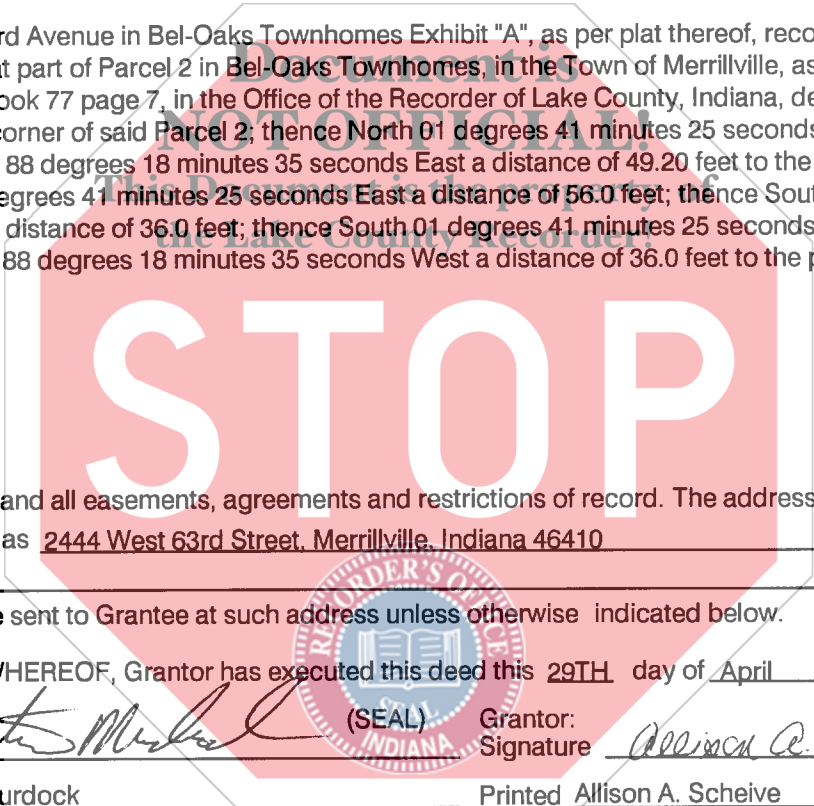 rd Avenue in Bel-Oaks Townhomes Exhibit "A", as per plat thereof, reco
Document is
t part of Parcel 2 in Bel-Oaks Townhomes, in the Town of Merrillville, as
ook 77 page 7, in the Office of the Recorder of Lake County, Indiana, de
NOT OFFICIAL!
corner of said Parcel 2; thence North 01 degrees 41 minutes 25 seconds
88 degrees 18 minutes 35 seconds East a distance of 49.20 feet to the
This Document is the property of
egrees 41 minutes 25 seconds East a distance of 56.0 feet; thence Sout
distance of 36.0 feet; thence South 01 degrees 41 minutes 25 seconds
the Lake County Recorder!
88 degrees 18 minutes 35 seconds West a distance of 36.0 feet to the p
STOP
and all easements, agreements and restrictions of record. The address
as 2444 West 63rd Street, Merrillville, Indiana 46410
RECORDER'S OFFICE
e sent to Grantee at such address unless otherwise indicated below.
WHEREOF, Grantor has executed this deed this 29TH day of April
SEAL
INDIANA
(SEAL) Grantor:
Signature Allison A.
urdock Printed Allison A. Scheive